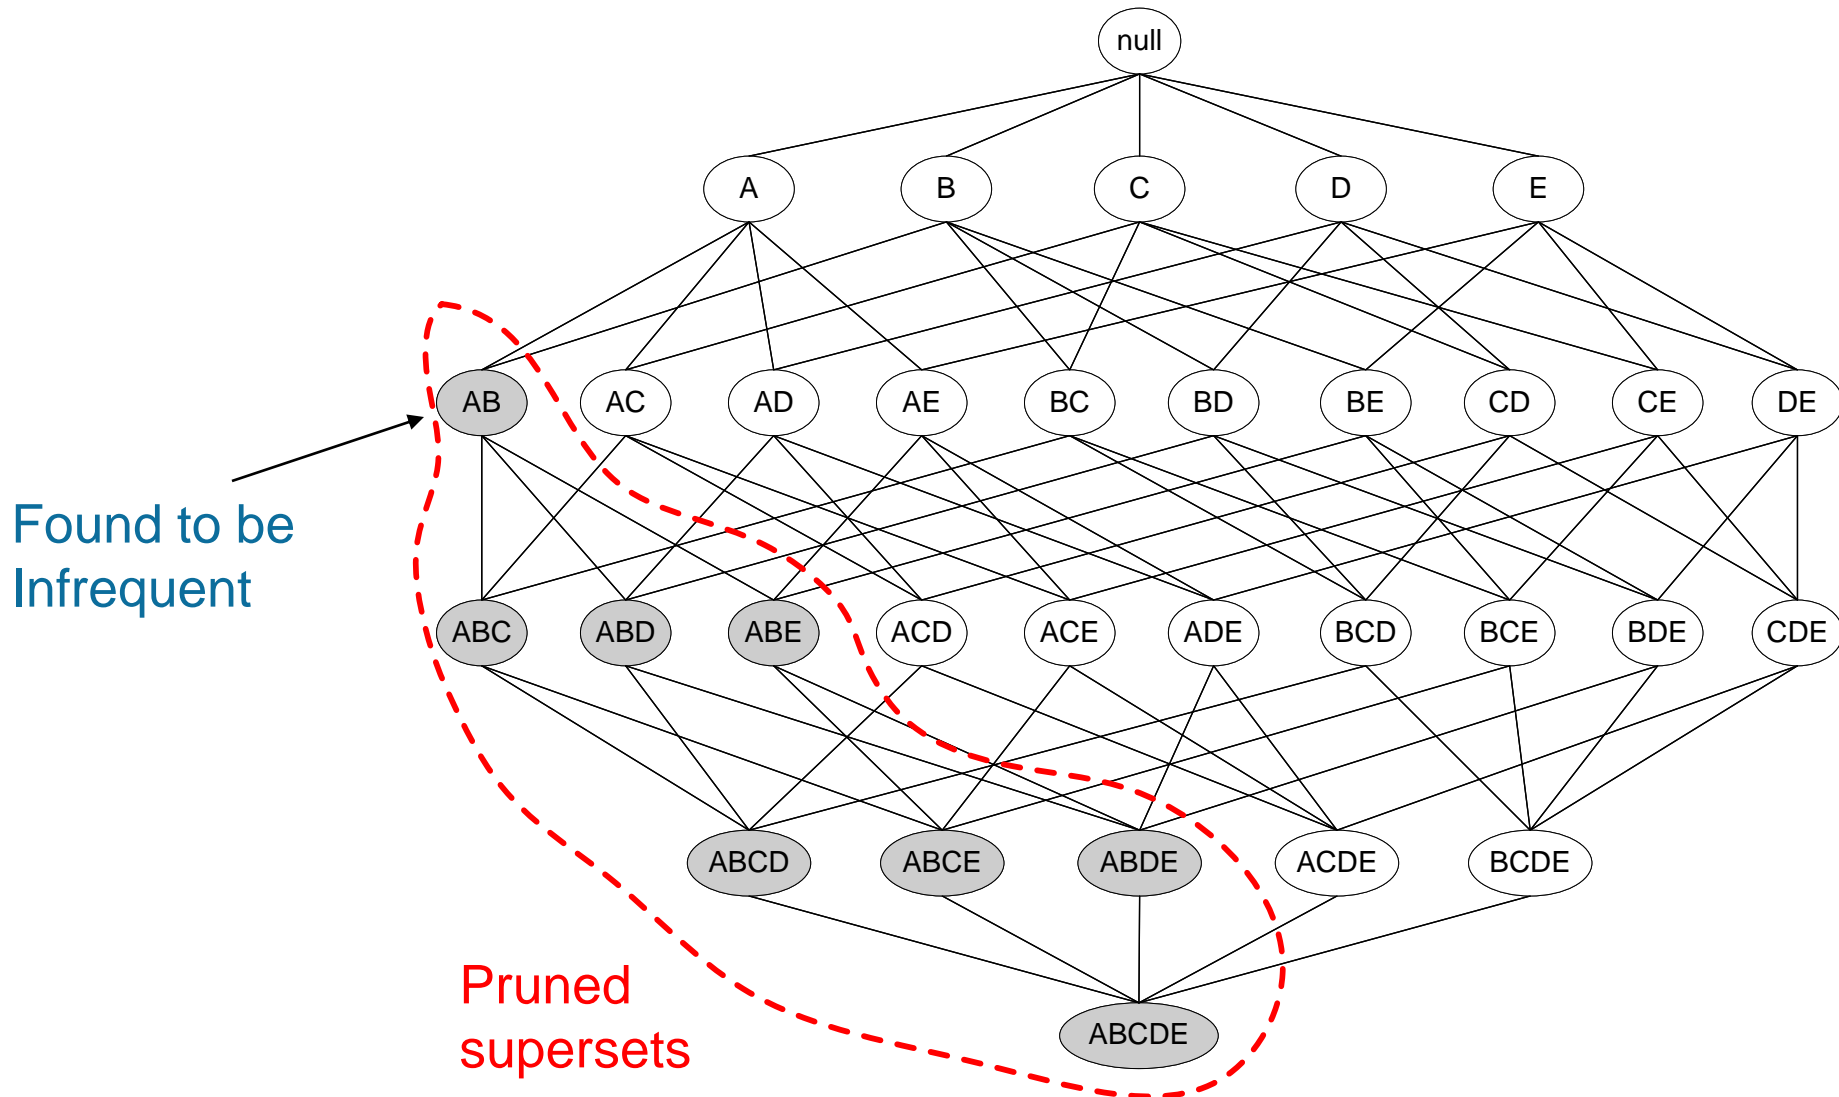 null
A B C D E
AB AC AD AE BC BD BE CD CE DE
Found to be
Infrequent
ABC ABD ABE ACD ACE ADE BCD BCE BDE CDE
ABCD ABCE ABDE ACDE BCDE
Pruned
supersets
ABCDE